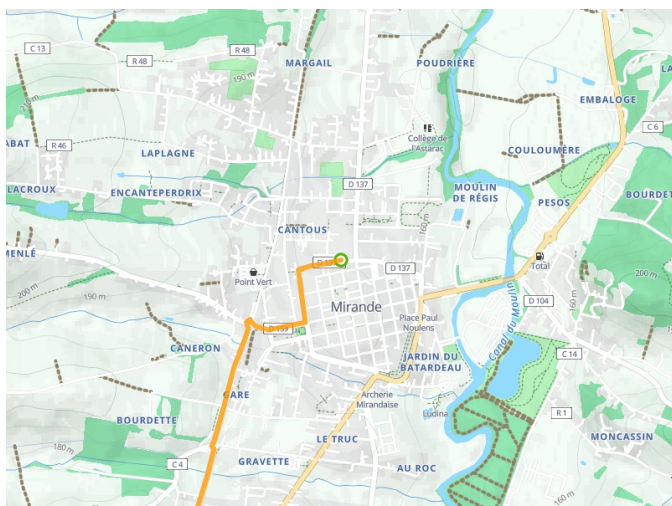 C 13
R 48
R 48
190 m
MARGAIL
POUDRIÈRE
210 m
EMBALOGE
C 6
Collège de
l'Astarac
ABAT
R 46
LAPLAGNE
COULOUMÈRE
LACROUX
ENCANTEPERDRIX
D 137
MOULIN
DE RÉGIS
PESOS
BOURDET
160 m
CANTOUS
MENLÉ
D 137
Total
200 m
Point Vert
200 m
190 m
Mirande
160 m
D 104
Place Paul
Noulens
D 159
Canal du Moulin
CANERON
JARDIN DU
BATARDEAU
C 14
GARE
Archerie
Mirandaise
BOURDETTE
Ludina
R 1
LE TRUC
MONCASSIN
180 m
C 4
GRAVETTE
AU ROC
160 m